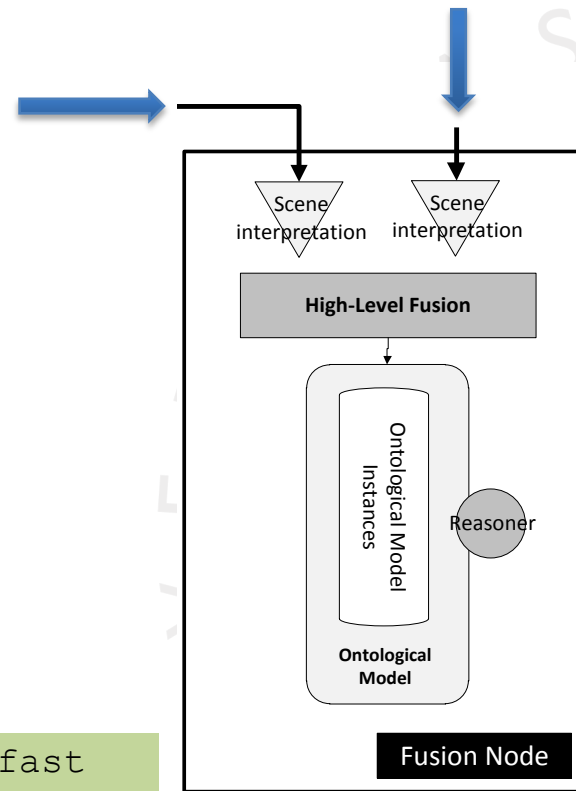 Scene
interpretation
Scene
interpretation
High-Level Fusion
Ontological Model
Instances
Reasoner
Ontological
Model
fast
Fusion Node